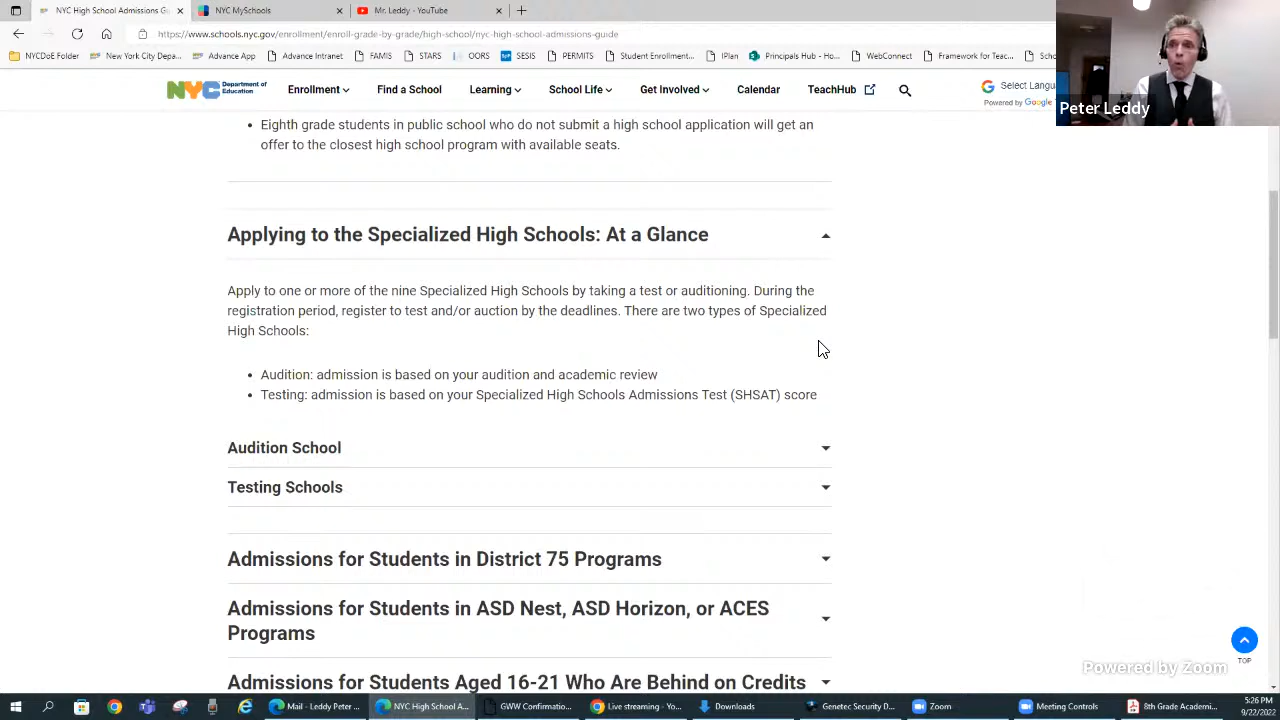 NYC High School Admissions G
NYC MySchools
Mr. Leddy - YouTube
https://www.schools.nyc.gov/enrollment/enroll-grade-by-grade/high-school/nyc-high-school-admissions-guide
NYCDoE Folder
Advance App
Advanced Intranet
FAMIS
STARS
SESIS
PERMITS
Student Enrollment...
IPlan
Principals Hub - Ho...
WebConnect
Framework for Teac...
NYC Department of Education
Enrollment
Find a School
Learning
School Life
Get Involved
Calendar
TeachHub
Select Langu
Powered by Google
Peter Leddy
• Eighth grade students in public school who do not submit a high school application will get an
offer to the closest high school program with available seats.
Applying to the Specialized High Schools: At a Glance
Apply to one or more of the nine Specialized High Schools by taking a test or auditioning. During the
registration period, register to test and/or auction by the deadlines. There are two types of Specialized
High Schools:
• Audition: admission is based on your audition and academic review
• Testing: admission is based on your Specialized High Schools Admissions Test (SHSAT) score
Audition School
Testing Schools
Admissions for Students in District 75 Programs
Admissions for Students in ASD Nest, ASD Horizon, or ACES
Programs
Admissions for Students Aged 16-21 Who Are Behind on Credits
TOP
Powered by Zoom
Mail - Leddy Peter ...
NYC High School A...
GWW Confirmatio...
Live streaming - Yo...
Downloads
Genetec Security D...
Zoom
Meeting Controls
8th Grade Academi...
5:26 PM
9/22/2022